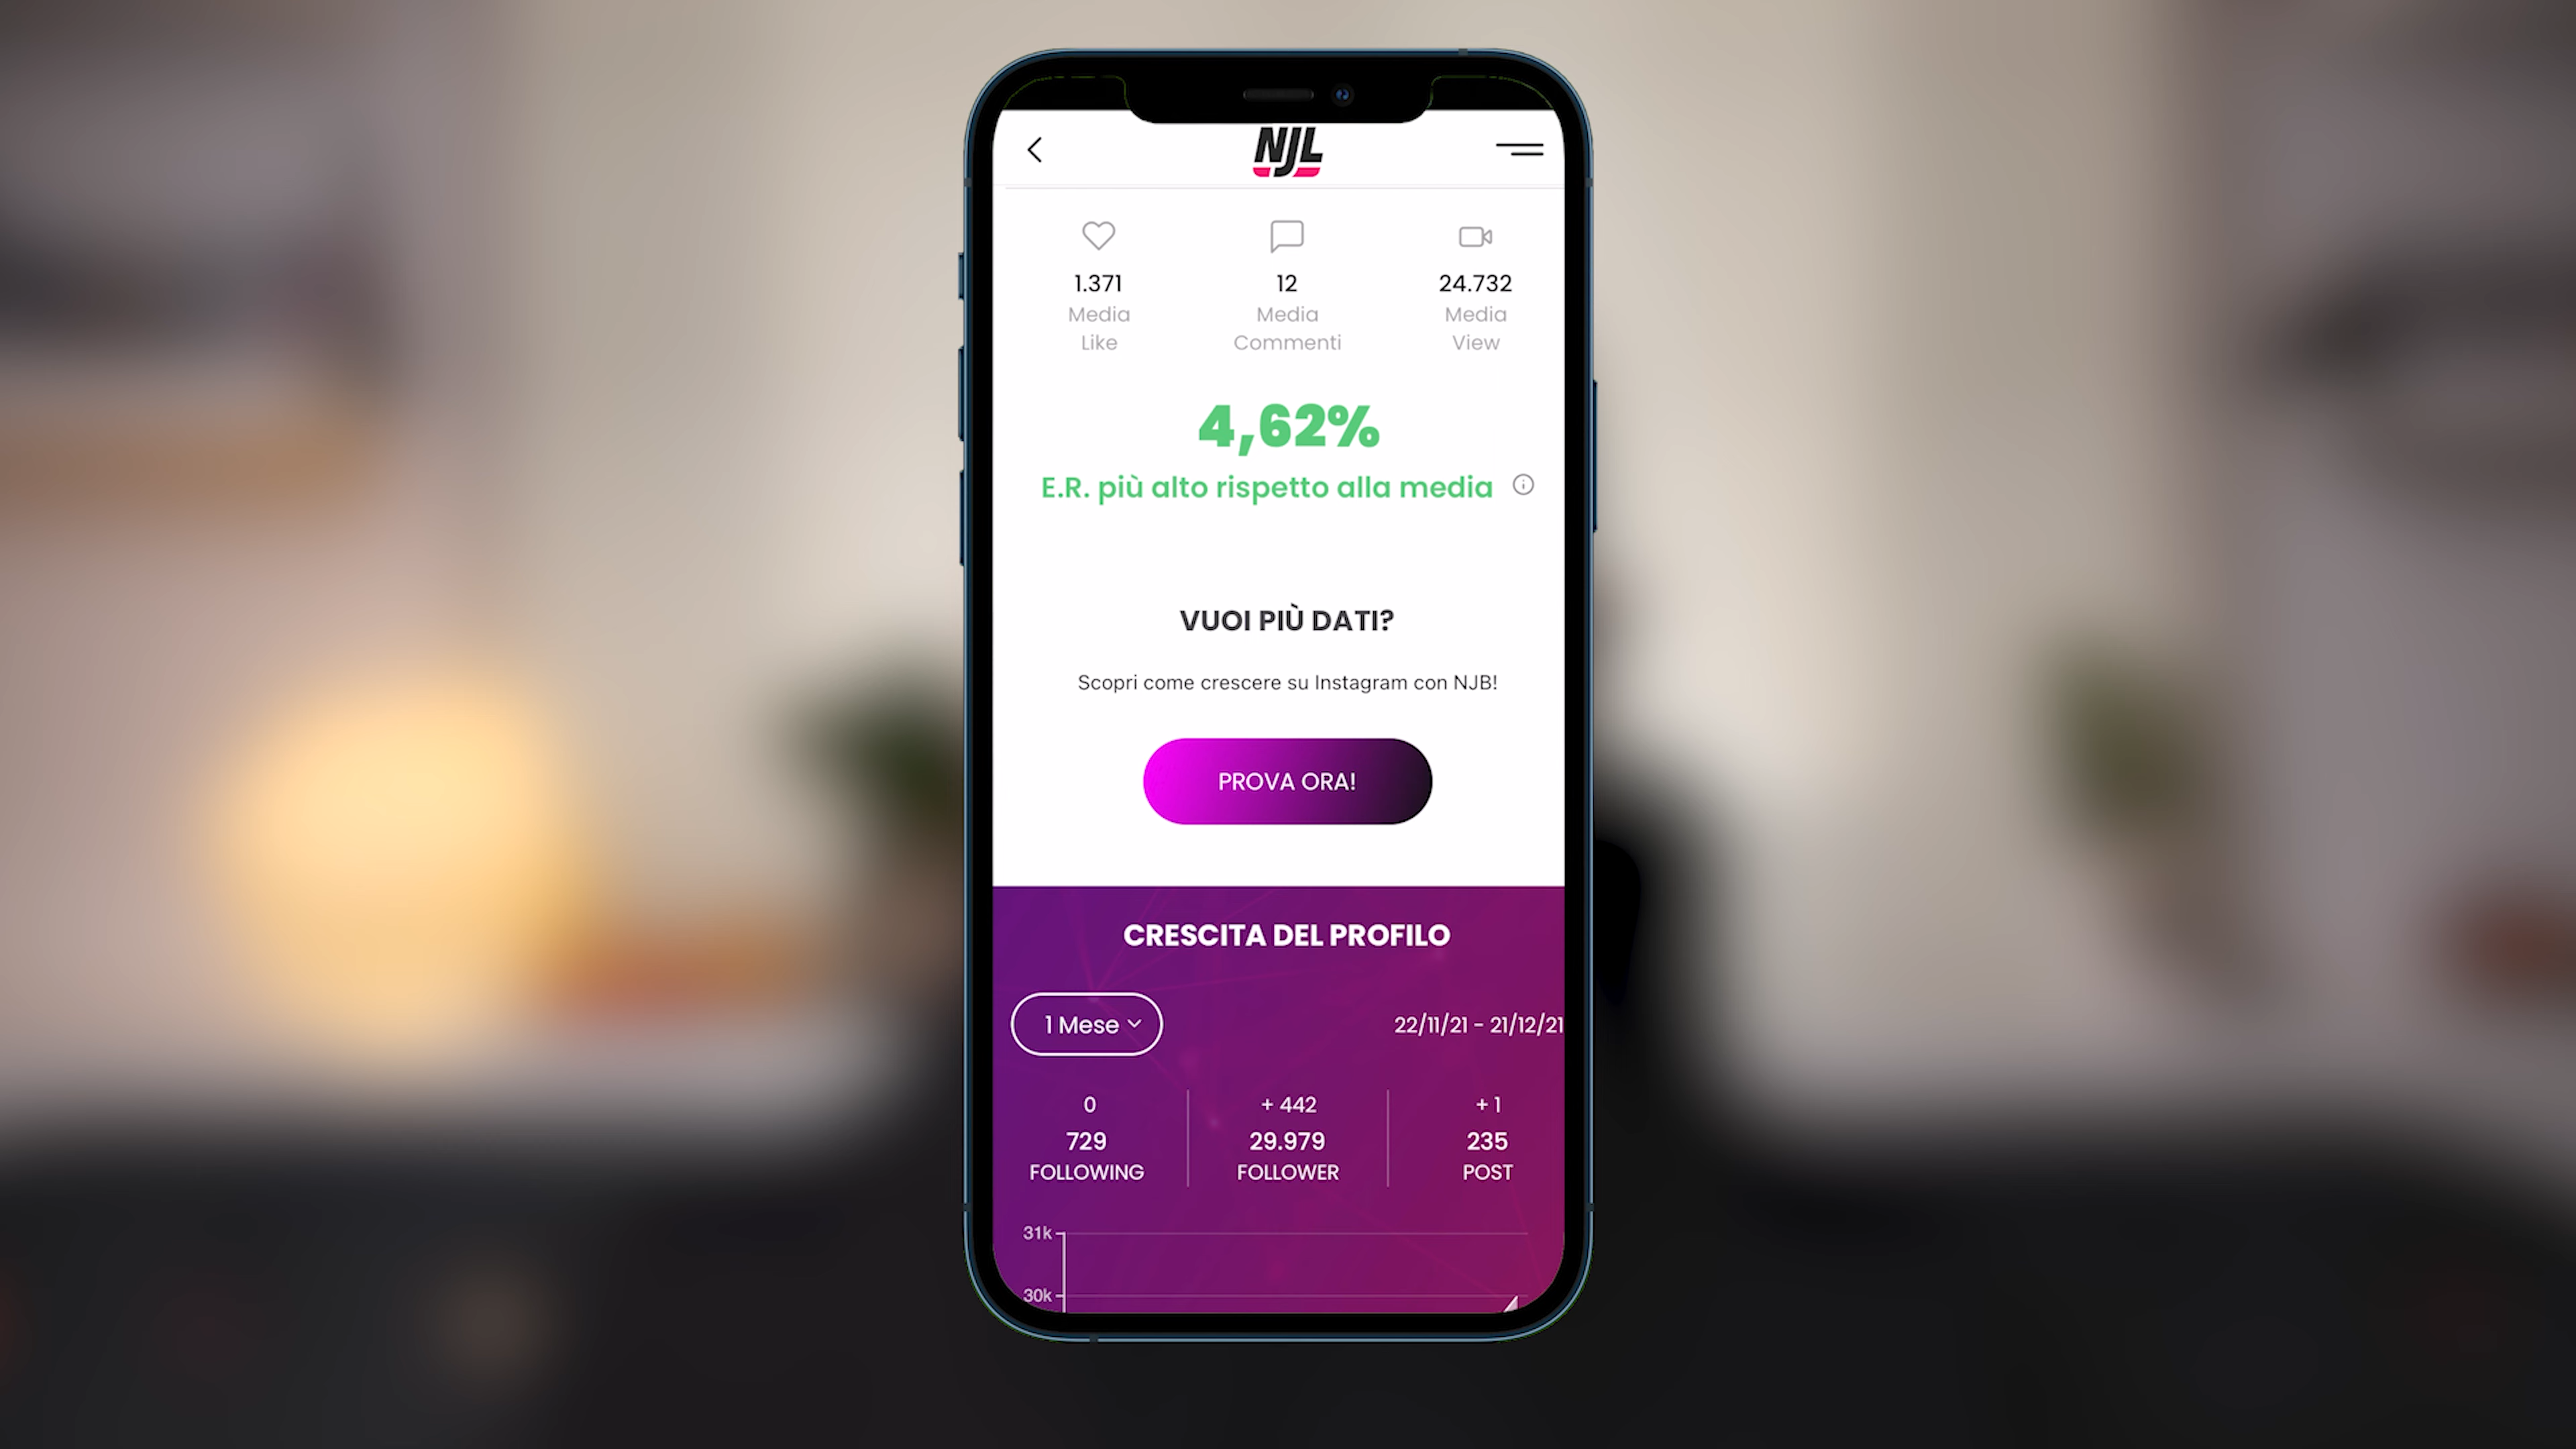 NJL
1.371
12
24.732
Media
Media
Media
Like
Commenti
View
4,62%
E.R. più alto rispetto alla media
VUOI PIÙ DATI?
Scopri come crescere su Instagram con NJB!
PROVA ORA!
CRESCITA DEL PROFILO
1 Mese
22/11/21 - 21/12/21
0
+ 442
+ 1
729
29.979
235
FOLLOWING
FOLLOWER
POST
31k
30k